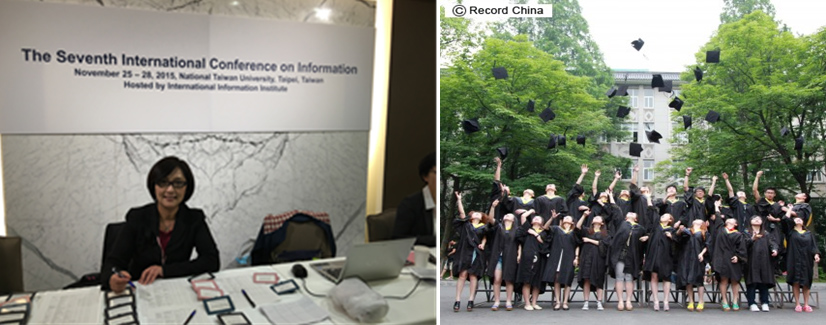 The Seventh International Conference on Information
November 25 – 28, 2015, National Taiwan University, Taipei, Taiwan
Hosted by International Information Institute
© Record China